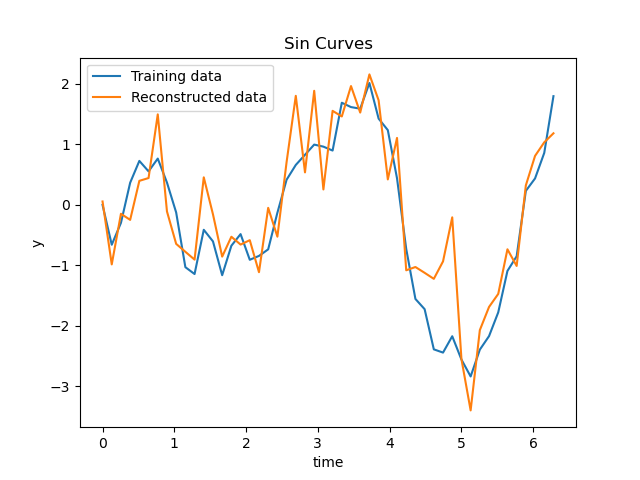 Sin Curves
Training data
Reconstructed data
y
2
1
0
−1
−2
−3
0 1 2 3 4 5 6
time